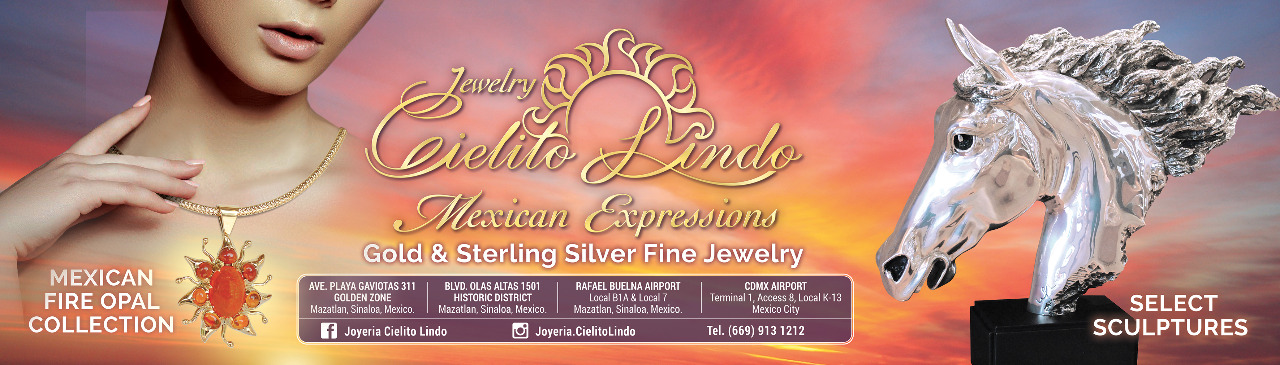 Jewelry
Cielito Lindo
Mexican Expressions
Gold & Sterling Silver Fine Jewelry
MEXICAN
FIRE OPAL
COLLECTION
AVE. PLAYA GAVIOTAS 311
GOLDEN ZONE
Mazatlan, Sinaloa, Mexico.
BLVD. OLAS ALTAS 1501
HISTORIC DISTRICT
Mazatlan, Sinaloa, Mexico.
RAFAEL BUELNA AIRPORT
Local B1A & Local 7
Mazatlan, Sinaloa, Mexico.
CDMX AIRPORT
Terminal 1, Access 8, Local K-13
Mexico City
Joyeria Cielito Lindo
Joyeria.CielitoLindo
Tel. (669) 913 1212
SELECT
SCULPTURES